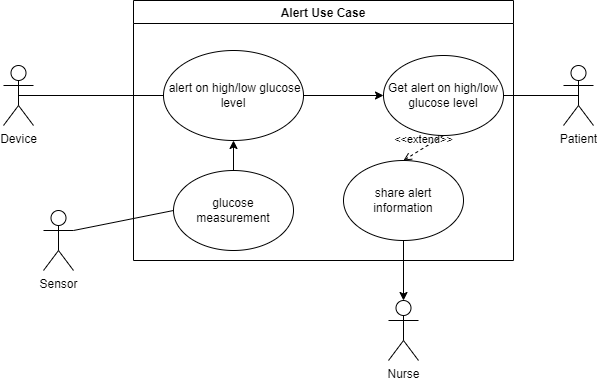 Alert Use Case
alert on high/low glucose
level
Get alert on high/low
glucose level
Device
Patient
<<extend>>
glucose
measurement
share alert
information
Sensor
Nurse